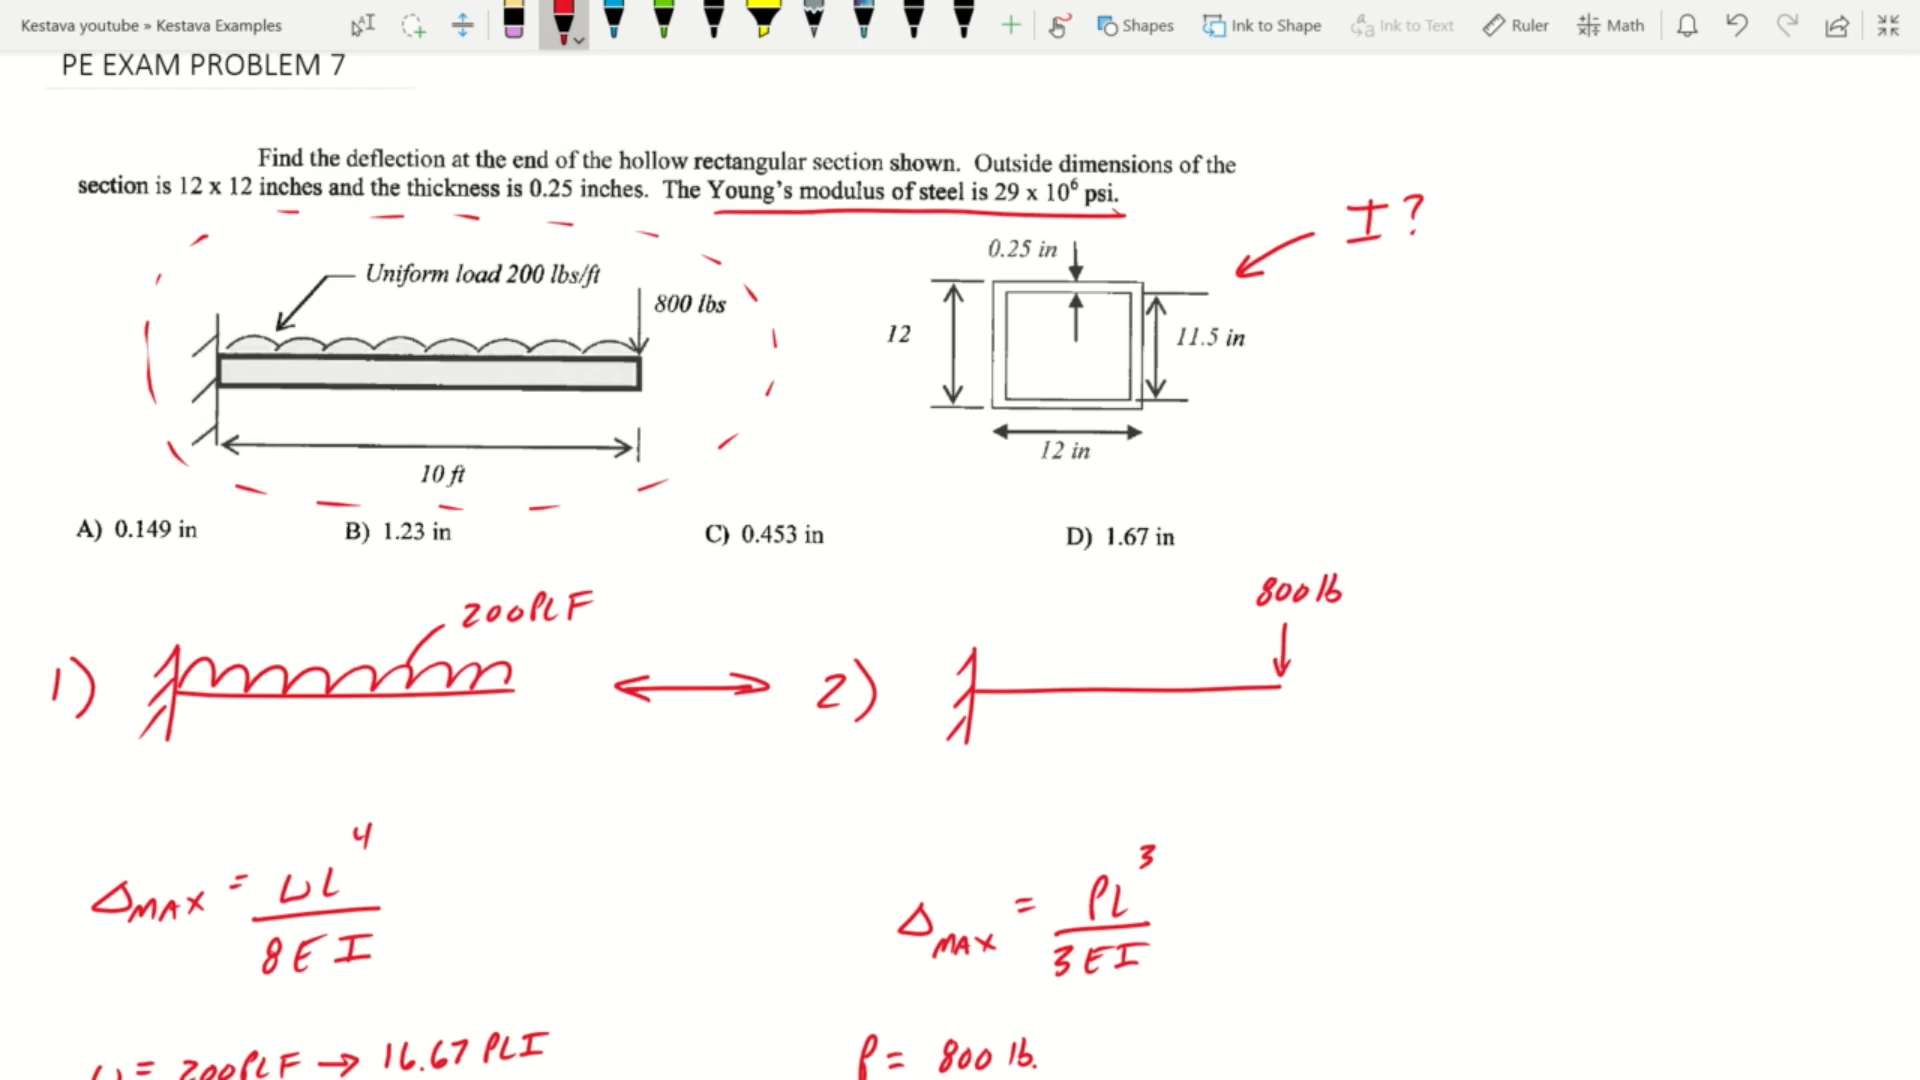 Kestava youtube » Kestava Examples
Shapes
Ink to Shape
Ink to Text
Ruler
Math
PE EXAM PROBLEM 7
Find the deflection at the end of the hollow rectangular section shown. Outside dimensions of the
section is 12 x 12 inches and the thickness is 0.25 inches. The Young's modulus of steel is 29 x 10⁶ psi.
I?
Uniform load 200 lbs/ft
800 lbs
0.25 in
12
11.5 in
12 in
10 ft
A) 0.149 in
B) 1.23 in
C) 0.453 in
D) 1.67 in
1)
200PLF
2)
800 lb
ΔMAX = ωL⁴
8EI
ΔMAX = PL³
3EI
ω = 200PLF → 16.67 PLI
P = 800 lb.